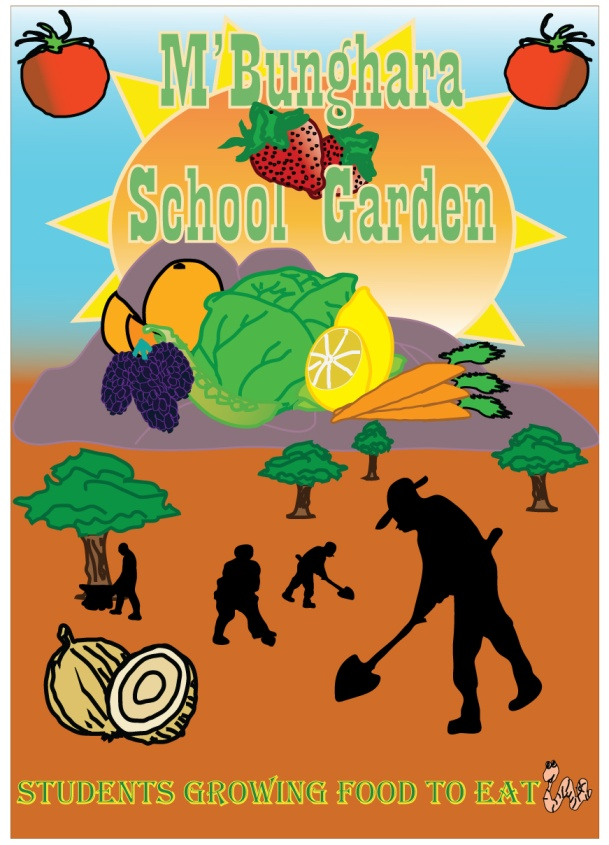 M'Bunghara
School Garden
STUDENTS GROWING FOOD TO EAT